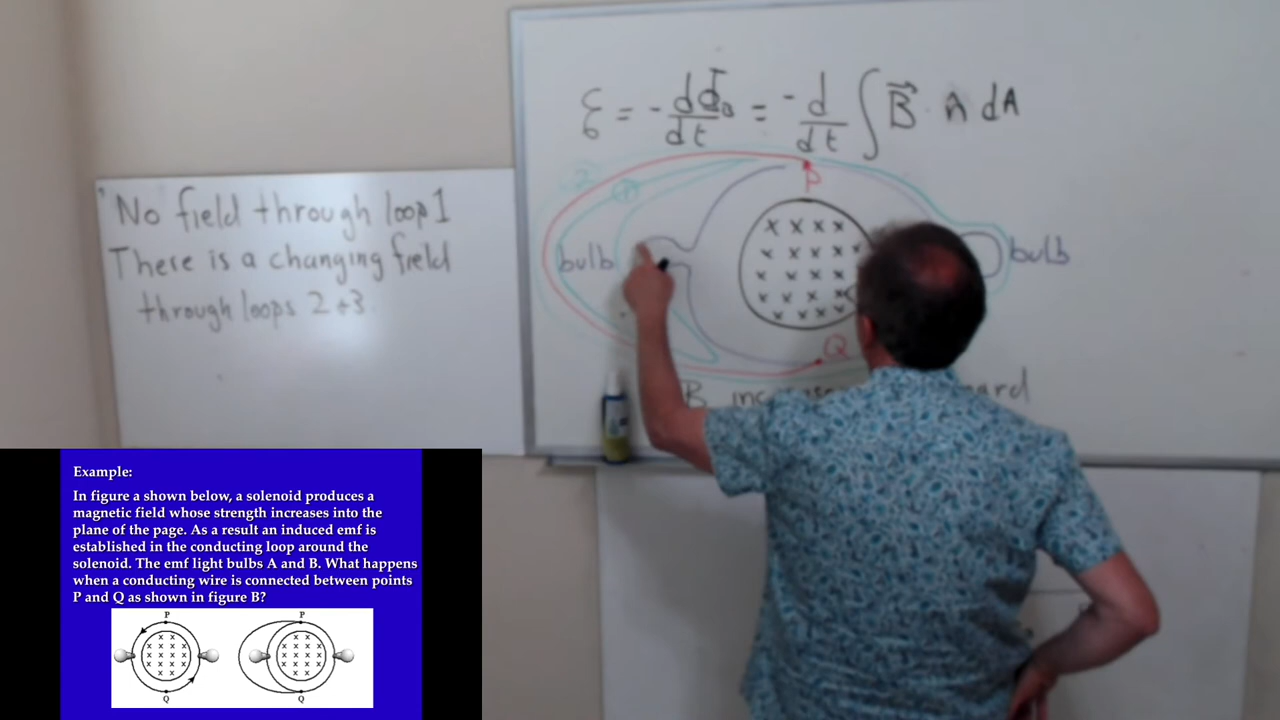 ℰ = - dΦB/dt = - d/dt ∫ B⃗ · n̂ dA
No field through loop 1
There is a changing field
through loops 2 + 3
2
P
x x x x
x x x x
x x x
x x x x
x x x x
bulb
bulb
Q
B
Example:
In figure a shown below, a solenoid produces a
magnetic field whose strength increases into the
plane of the page. As a result an induced emf is
established in the conducting loop around the
solenoid. The emf light bulbs A and B. What happens
when a conducting wire is connected between points
P and Q as shown in figure B?
P
P
x x
x x x
x x x x
x x x
x x
x x
x x x
x x x x
x x x
x x
Q
Q